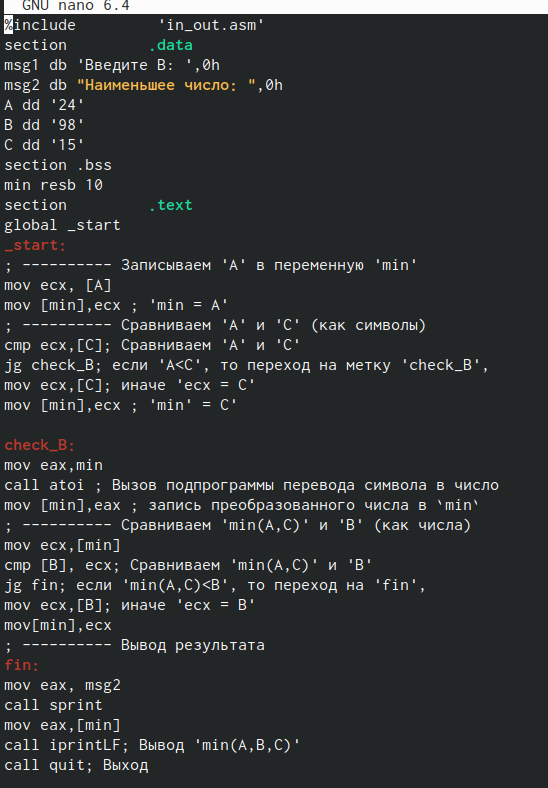 GNU nano 6.4
%include 'in_out.asm'
section .data
msg1 db 'Введите B: ',0h
msg2 db "Наименьшее число: ",0h
A dd '24'
B dd '98'
C dd '15'
section .bss
min resb 10
section .text
global _start
_start:
; ---------- Записываем 'A' в переменную 'min'
mov ecx, [A]
mov [min],ecx ; 'min = A'
; ---------- Сравниваем 'A' и 'C' (как символы)
cmp ecx,[C]; Сравниваем 'A' и 'C'
jg check_B; если 'A<C', то переход на метку 'check_B',
mov ecx,[C]; иначе 'ecx = C'
mov [min],ecx ; 'min' = C'
check_B:
mov eax,min
call atoi ; Вызов подпрограммы перевода символа в число
mov [min],eax ; запись преобразованного числа в `min`
; ---------- Сравниваем 'min(A,C)' и 'B' (как числа)
mov ecx,[min]
cmp [B], ecx; Сравниваем 'min(A,C)' и 'B'
jg fin; если 'min(A,C)<B', то переход на 'fin',
mov ecx,[B]; иначе 'ecx = B'
mov[min],ecx
; ---------- Вывод результата
fin:
mov eax, msg2
call sprint
mov eax,[min]
call iprintLF; Вывод 'min(A,B,C)'
call quit; Выход